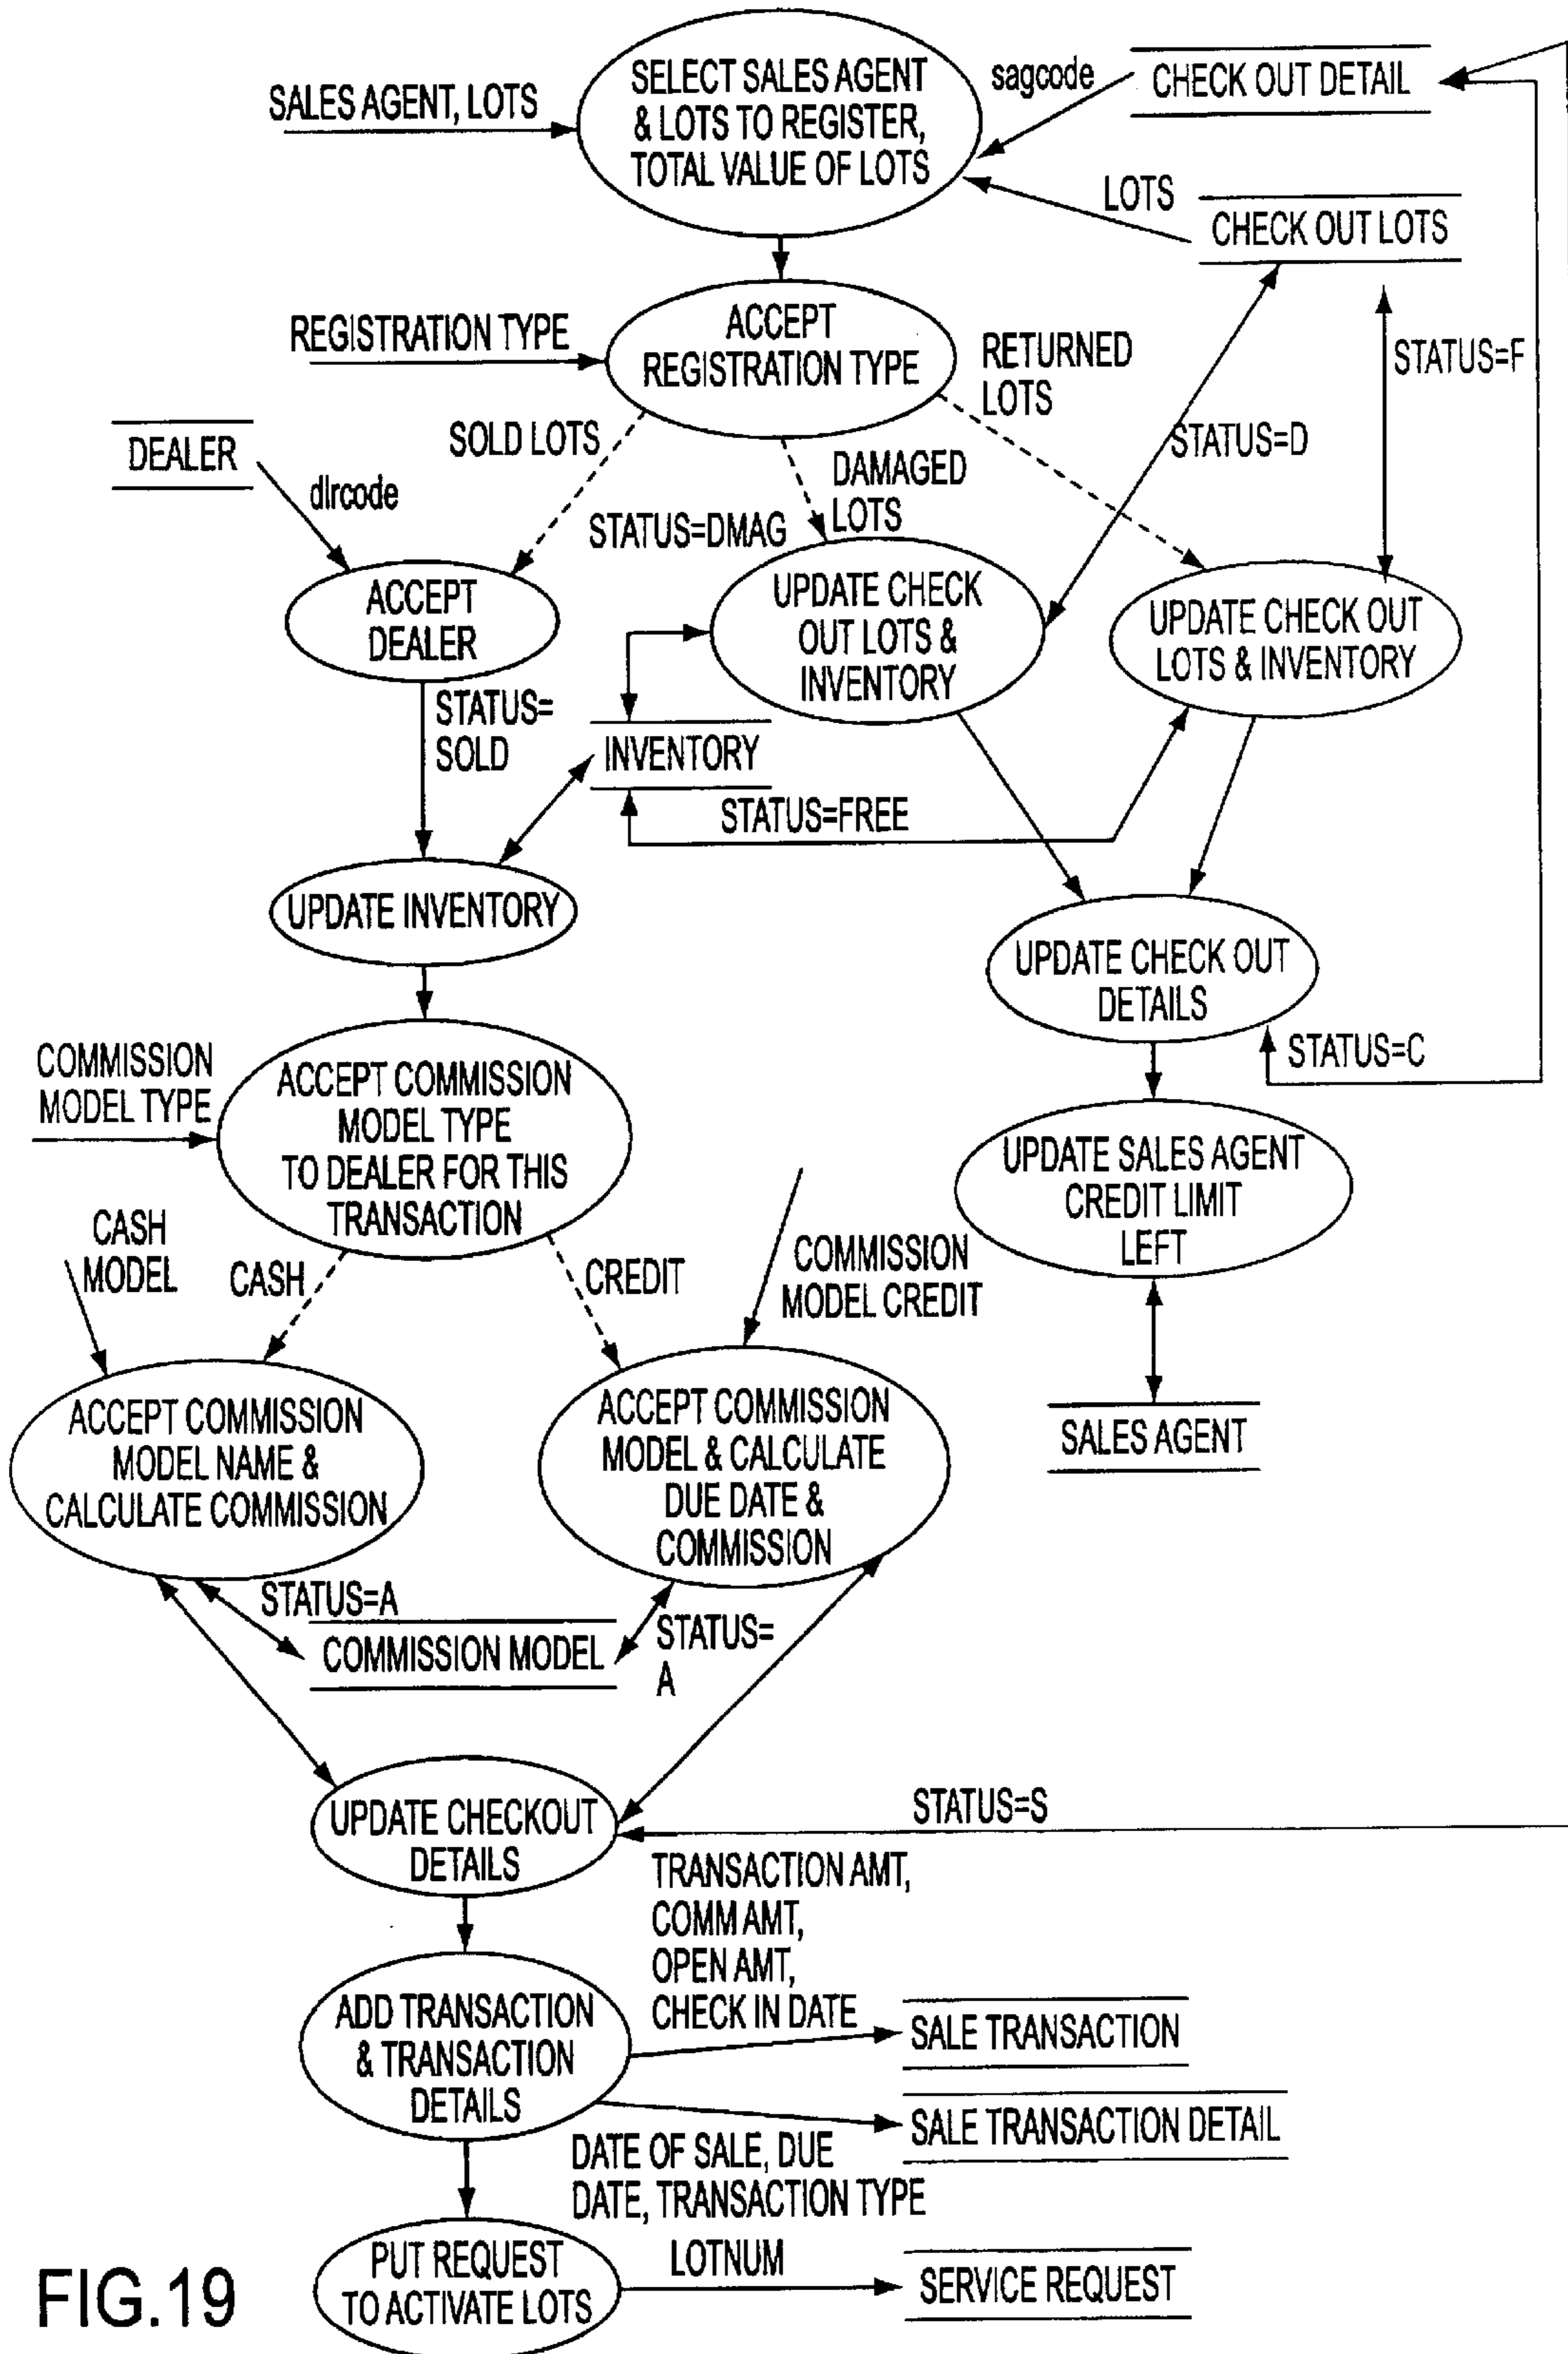 SALES AGENT, LOTS
SELECT SALES AGENT
& LOTS TO REGISTER,
TOTAL VALUE OF LOTS
sagcode
CHECK OUT DETAIL
LOTS
CHECK OUT LOTS
REGISTRATION TYPE
ACCEPT
REGISTRATION TYPE
RETURNED
LOTS
STATUS=F
DEALER
dlrcode
SOLD LOTS
DAMAGED
LOTS
STATUS=D
STATUS=DMAG
ACCEPT
DEALER
UPDATE CHECK
OUT LOTS &
INVENTORY
UPDATE CHECK OUT
LOTS & INVENTORY
STATUS=
SOLD
INVENTORY
STATUS=FREE
UPDATE INVENTORY
UPDATE CHECK OUT
DETAILS
STATUS=C
COMMISSION
MODEL TYPE
ACCEPT COMMISSION
MODEL TYPE
TO DEALER FOR THIS
TRANSACTION
UPDATE SALES AGENT
CREDIT LIMIT
LEFT
CASH
MODEL
CASH
CREDIT
COMMISSION
MODEL CREDIT
ACCEPT COMMISSION
MODEL NAME &
CALCULATE COMMISSION
ACCEPT COMMISSION
MODEL & CALCULATE
DUE DATE &
COMMISSION
SALES AGENT
STATUS=A
COMMISSION MODEL
STATUS=
A
UPDATE CHECKOUT
DETAILS
STATUS=S
TRANSACTION AMT,
COMM AMT,
OPEN AMT,
CHECK IN DATE
ADD TRANSACTION
& TRANSACTION
DETAILS
SALE TRANSACTION
SALE TRANSACTION DETAIL
DATE OF SALE, DUE
DATE, TRANSACTION TYPE
PUT REQUEST
TO ACTIVATE LOTS
LOTNUM
SERVICE REQUEST
FIG.19